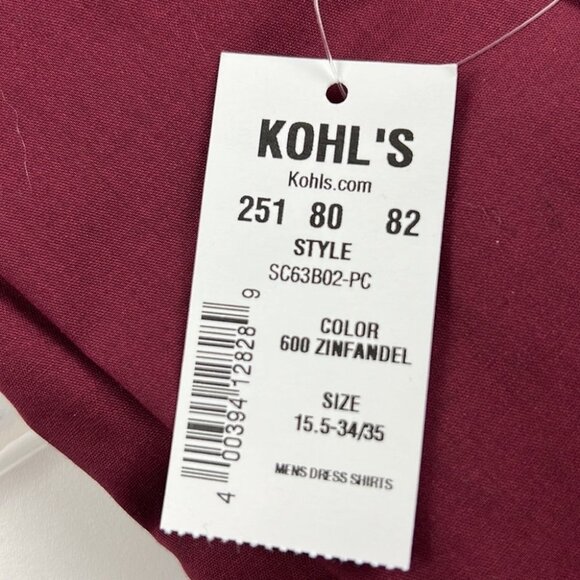 KOHL'S
Kohls.com
251 80 82
STYLE
SC63B02-PC
COLOR
600 ZINFANDEL
SIZE
15.5-34/35
MENS DRESS SHIRTS
4 00394 12828 9